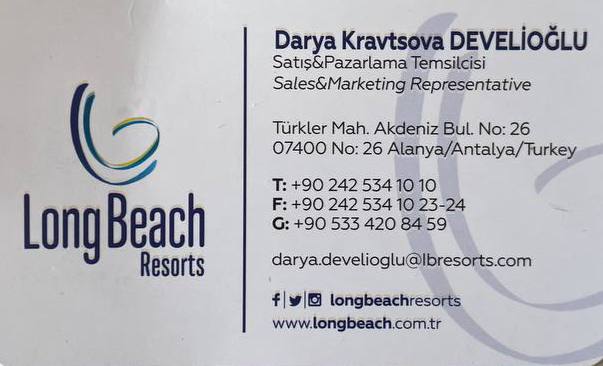 Long Beach
Resorts
Darya Kravtsova DEVELİOĞLU
Satış&Pazarlama Temsilcisi
Sales&Marketing Representative
Türkler Mah. Akdeniz Bul. No: 26
07400 No: 26 Alanya/Antalya/Turkey
T: +90 242 534 10 10
F: +90 242 534 10 23-24
G: +90 533 420 84 59
darya.develioglu@lbresorts.com
longbeachresorts
www.longbeach.com.tr